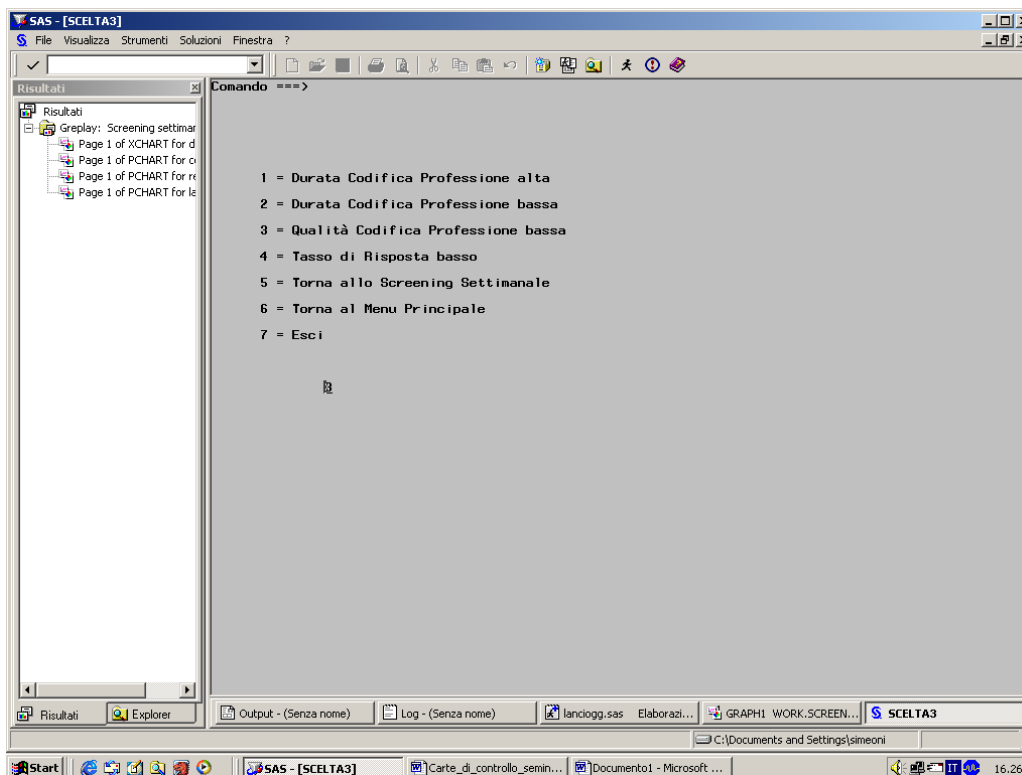 SAS - [SCELTA3]
File Visualizza Strumenti Soluzioni Finestra ?
Risultati
Comando ===>
Risultati
Greplay: Screening settimar
Page 1 of XCHART for d
Page 1 of PCHART for co
Page 1 of PCHART for re
Page 1 of PCHART for la
1 = Durata Codifica Professione alta
2 = Durata Codifica Professione bassa
3 = Qualità Codifica Professione bassa
4 = Tasso di Risposta basso
5 = Torna allo Screening Settimanale
6 = Torna al Menu Principale
7 = Esci
3
Risultati Explorer Output - (Senza nome) Log - (Senza nome) lanciogg.sas Elaborazi... GRAPH1 WORK.SCREEN... SCELTA3
C:\Documents and Settings\simeoni
Start SAS - [SCELTA3] Carte_di_controllo_semin... Documento1 - Microsoft ... IT 16.26